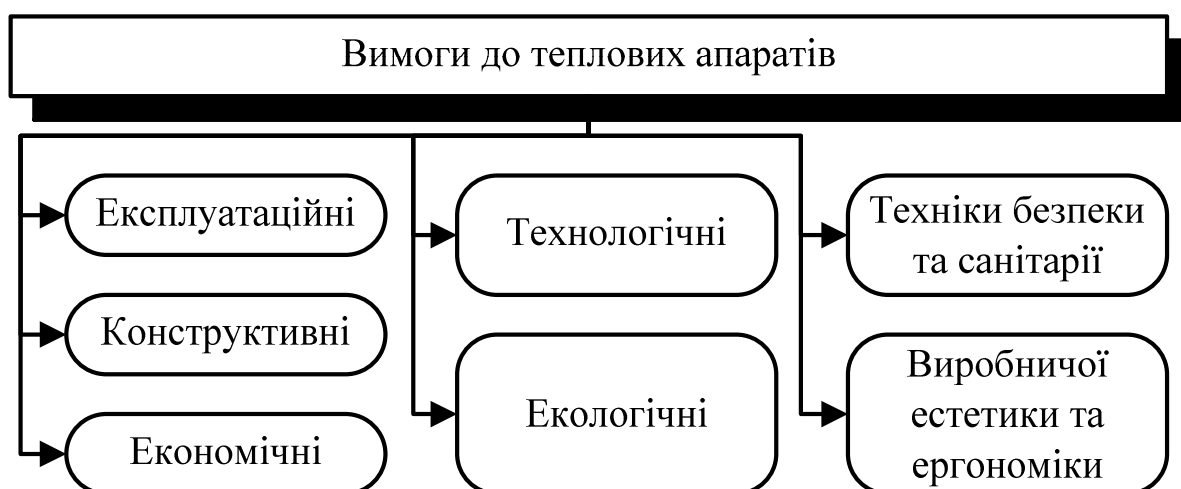 Вимоги до теплових апаратів
Експлуатаційні
Конструктивні
Економічні
Технологічні
Екологічні
Техніки безпеки
та санітарії
Виробничої
естетики та
ергономіки